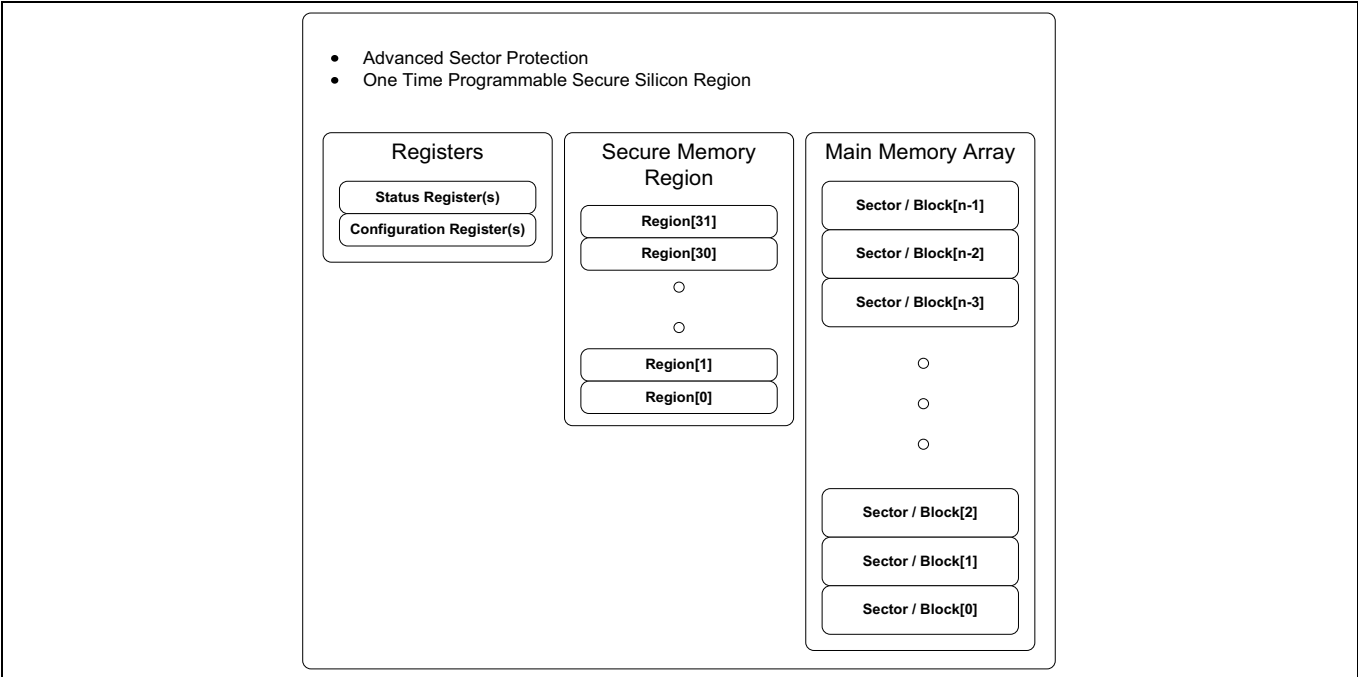 • Advanced Sector Protection
• One Time Programmable Secure Silicon Region
Registers
Status Register(s)
Configuration Register(s)
Secure Memory
Region
Region[31]
Region[30]
Region[1]
Region[0]
Main Memory Array
Sector / Block[n-1]
Sector / Block[n-2]
Sector / Block[n-3]
Sector / Block[2]
Sector / Block[1]
Sector / Block[0]